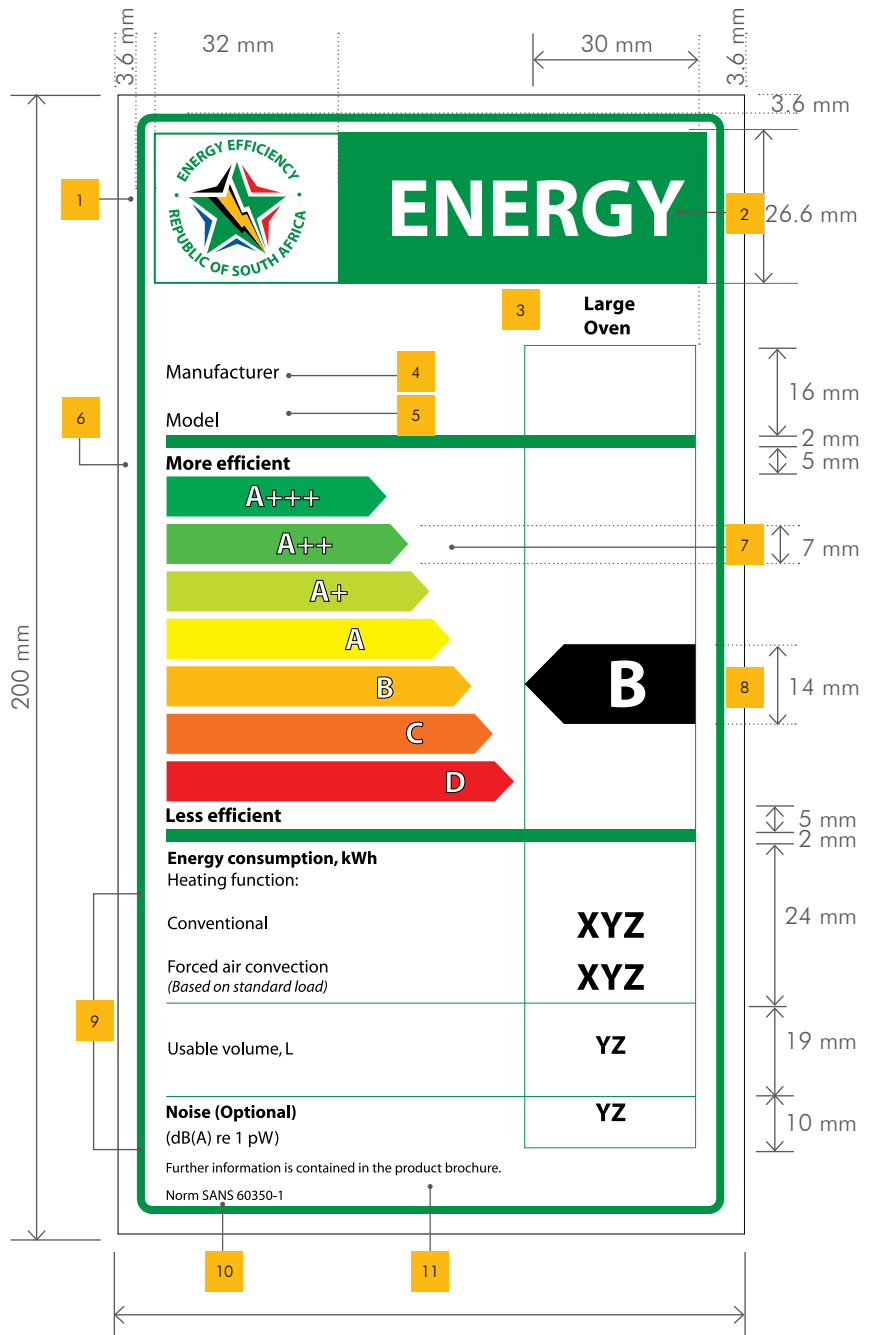 3.6 mm
32 mm
30 mm
3.6 mm
3.6 mm
ENERGY EFFICIENCY
REPUBLIC OF SOUTH AFRICA
ENERGY
1
2
26.6 mm
3
Large
Oven
Manufacturer
4
16 mm
Model
5
6
2 mm
More efficient
5 mm
A+++
A++
7
7 mm
A+
A
200 mm
B
B
8
14 mm
C
D
Less efficient
5 mm
2 mm
Energy consumption, kWh
Heating function:
Conventional
XYZ
24 mm
Forced air convection
XYZ
(Based on standard load)
9
Usable volume, L
YZ
19 mm
Noise (Optional)
YZ
10 mm
(dB(A) re 1 pW)
Further information is contained in the product brochure.
Norm SANS 60350-1
10
11